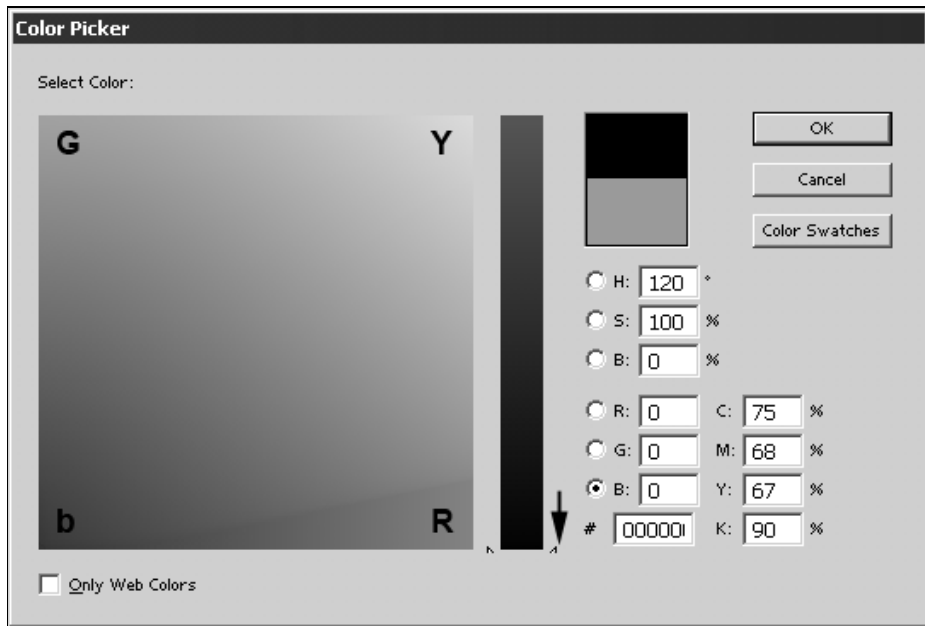 Color Picker
Select Color:
G
Y
b
R
OK
Cancel
Color Swatches
H: 120 °
S: 100 %
B: 0 %
R: 0 C: 75 %
G: 0 M: 68 %
B: 0 Y: 67 %
# 000000 K: 90 %
Only Web Colors